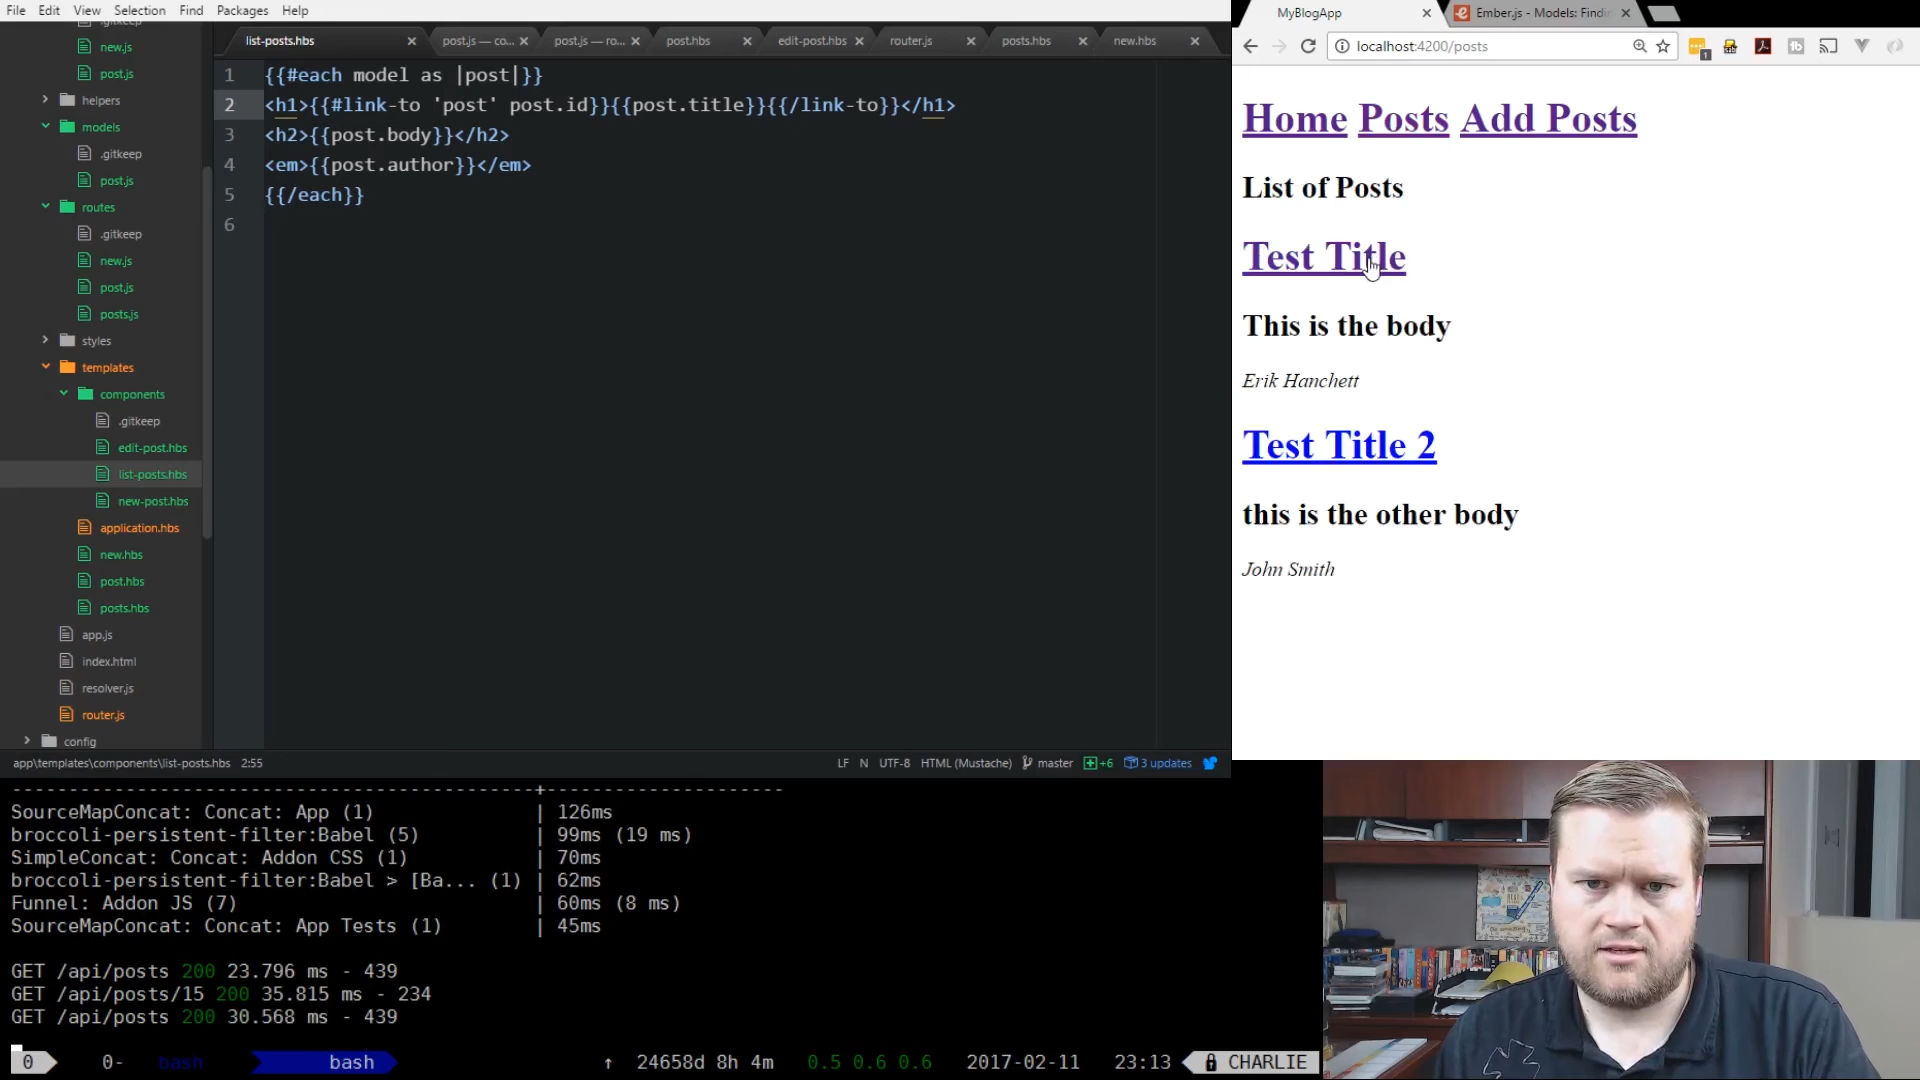 File Edit View Selection Find Packages Help
new.js
post.js
helpers
models
.gitkeep
post.js
routes
.gitkeep
new.js
post.js
posts.js
styles
templates
components
.gitkeep
edit-post.hbs
list-posts.hbs
new-post.hbs
application.hbs
new.hbs
post.hbs
posts.hbs
app.js
index.html
resolver.js
router.js
config
list-posts.hbs post.js — co... post.js — ro... post.hbs edit-post.hbs router.js posts.hbs new.hbs
1 {{#each model as |post|}}
2 <h1>{{#link-to 'post' post.id}}{{post.title}}{{/link-to}}</h1>
3 <h2>{{post.body}}</h2>
4 <em>{{post.author}}</em>
5 {{/each}}
6
app\templates\components\list-posts.hbs 2:55 LF N UTF-8 HTML (Mustache) master +6 3 updates
MyBlogApp Ember.js - Models: Findin
localhost:4200/posts
Home Posts Add Posts
List of Posts
Test Title
This is the body
Erik Hanchett
Test Title 2
this is the other body
John Smith
-----------------------------------------------+---------------------
SourceMapConcat: Concat: App (1) | 126ms
broccoli-persistent-filter:Babel (5) | 99ms (19 ms)
SimpleConcat: Concat: Addon CSS (1) | 70ms
broccoli-persistent-filter:Babel > [Ba... (1) | 62ms
Funnel: Addon JS (7) | 60ms (8 ms)
SourceMapConcat: Concat: App Tests (1) | 45ms
GET /api/posts 200 23.796 ms - 439
GET /api/posts/15 200 35.815 ms - 234
GET /api/posts 200 30.568 ms - 439
0 0- bash bash ↑ 24658d 8h 4m 0.5 0.6 0.6 2017-02-11 23:13 CHARLIE